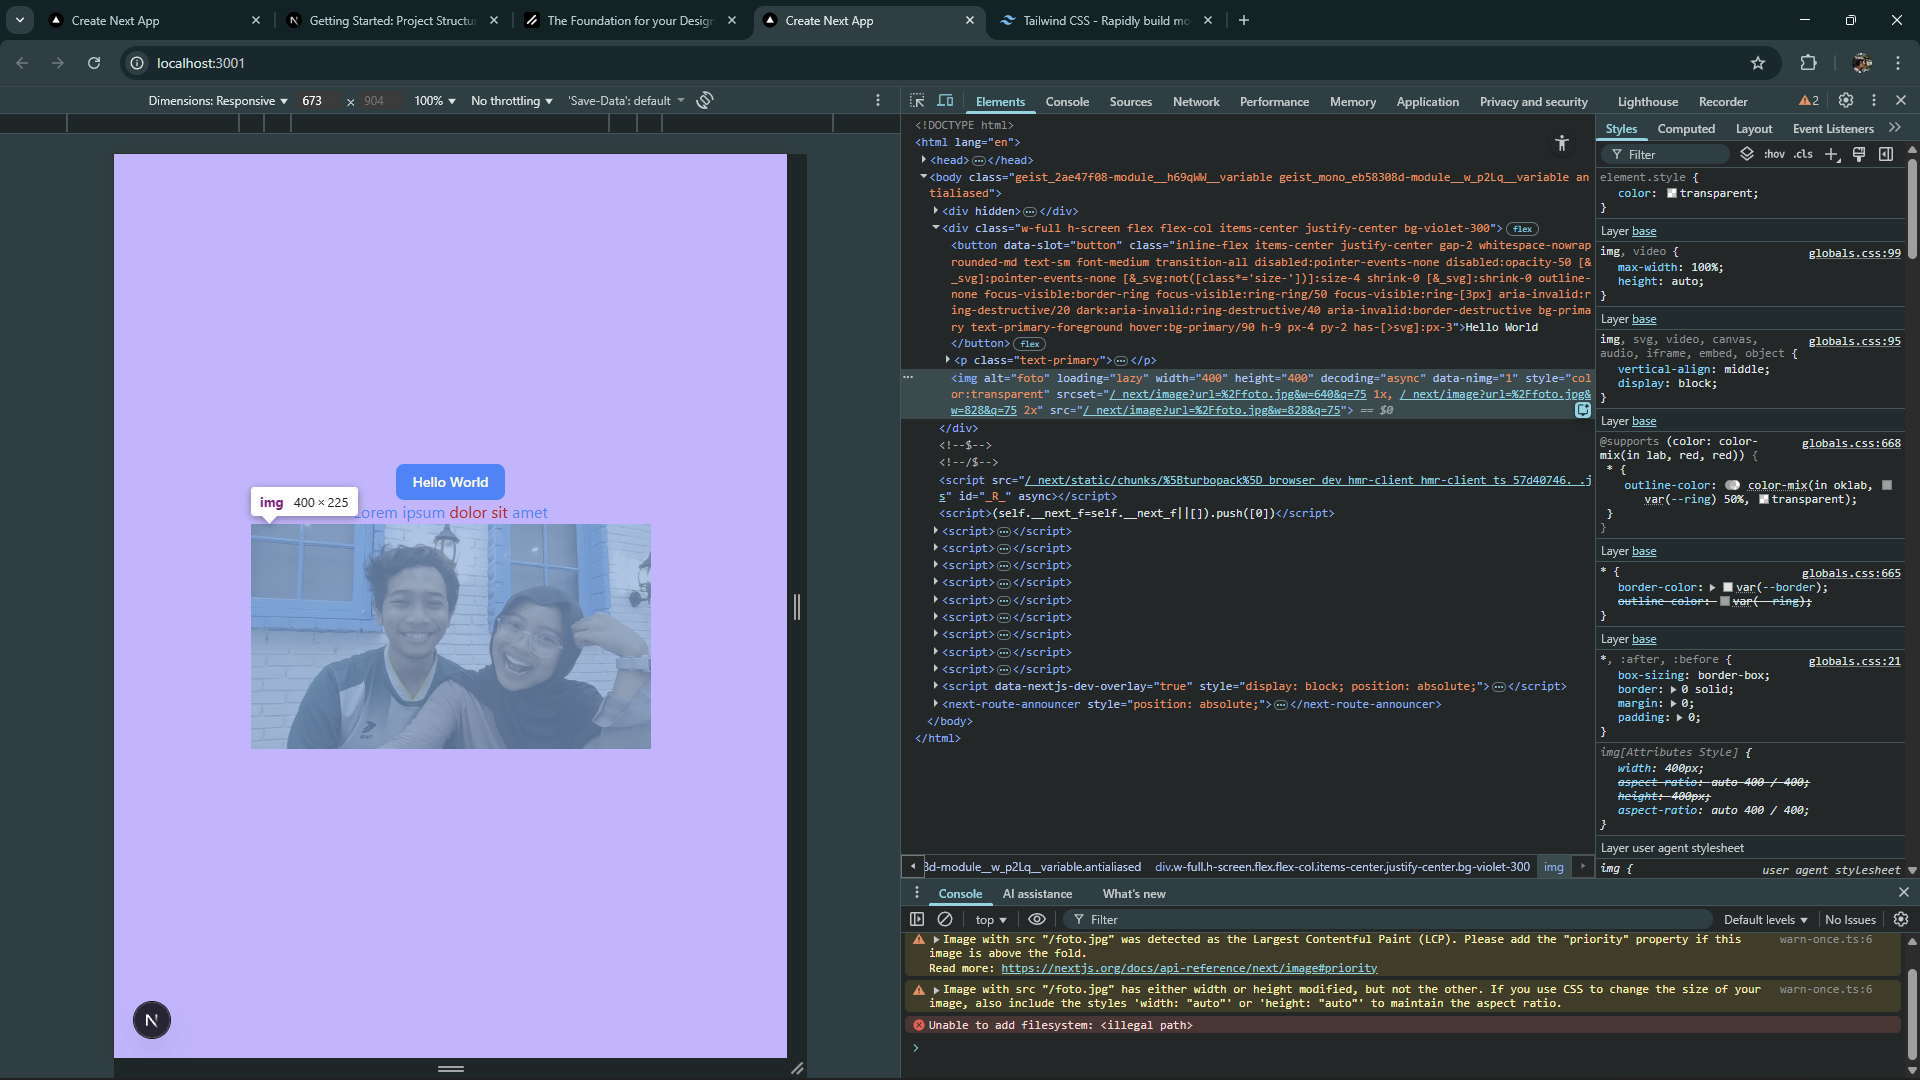 Create Next App
Getting Started: Project Structur
The Foundation for your Design
Create Next App
Tailwind CSS - Rapidly build mo
localhost:3001
Dimensions: Responsive 673 × 904 100% No throttling 'Save-Data': default
Elements Console Sources Network Performance Memory Application Privacy and security Lighthouse Recorder 2
img 400 × 225
Hello World
Lorem ipsum dolor sit amet
N
<!DOCTYPE html>
<html lang="en">
<head> </head>
<body class="geist_2ae47f08-module__h69qWW__variable geist_mono_eb58308d-module__w_p2Lq__variable an
tialiased">
<div hidden> </div>
<div class="w-full h-screen flex flex-col items-center justify-center bg-violet-300"> flex
<button data-slot="button" class="inline-flex items-center justify-center gap-2 whitespace-nowrap
rounded-md text-sm font-medium transition-all disabled:pointer-events-none disabled:opacity-50 [&
_svg]:pointer-events-none [&_svg:not([class*='size-'])]:size-4 shrink-0 [&_svg]:shrink-0 outline-
none focus-visible:border-ring focus-visible:ring-ring/50 focus-visible:ring-[3px] aria-invalid:r
ing-destructive/20 dark:aria-invalid:ring-destructive/40 aria-invalid:border-destructive bg-prima
ry text-primary-foreground hover:bg-primary/90 h-9 px-4 py-2 has-[>svg]:px-3">Hello World
</button> flex
<p class="text-primary"> </p>
<img alt="foto" loading="lazy" width="400" height="400" decoding="async" data-nimg="1" style="col
or:transparent" srcset="/_next/image?url=%2Ffoto.jpg&w=640&q=75 1x, /_next/image?url=%2Ffoto.jpg&
w=828&q=75 2x" src="/_next/image?url=%2Ffoto.jpg&w=828&q=75"> == $0
</div>
<!--$-->
<!--/$-->
<script src="/_next/static/chunks/%5Bturbopack%5D_browser_dev_hmr-client_hmr-client_ts_57d40746._.j
s" id="_R_" async></script>
<script>(self.__next_f=self.__next_f||[]).push([0])</script>
<script> </script>
<script> </script>
<script> </script>
<script> </script>
<script> </script>
<script> </script>
<script> </script>
<script> </script>
<script> </script>
<script data-nextjs-dev-overlay="true" style="display: block; position: absolute;"> </script>
<next-route-announcer style="position: absolute;"> </next-route-announcer>
</body>
</html>
3d-module__w_p2Lq__variable.antialiased div.w-full.h-screen.flex.flex-col.items-center.justify-center.bg-violet-300 img
Styles Computed Layout Event Listeners
Filter :hov .cls
element.style {
color: transparent;
}
Layer base
img, video { globals.css:99
max-width: 100%;
height: auto;
}
Layer base
img, svg, video, canvas, globals.css:95
audio, iframe, embed, object {
vertical-align: middle;
display: block;
}
Layer base
@supports (color: color- globals.css:668
mix(in lab, red, red)) {
* {
outline-color: color-mix(in oklab,
var(--ring) 50%, transparent);
}
}
Layer base
* { globals.css:665
border-color: var(--border);
outline-color: var(--ring);
}
Layer base
*, :after, :before { globals.css:21
box-sizing: border-box;
border: 0 solid;
margin: 0;
padding: 0;
}
img[Attributes Style] {
width: 400px;
aspect-ratio: auto 400 / 400;
height: 400px;
aspect-ratio: auto 400 / 400;
}
Layer user agent stylesheet
img { user agent stylesheet
Console AI assistance What's new
top Filter Default levels No Issues
Image with src "/foto.jpg" was detected as the Largest Contentful Paint (LCP). Please add the "priority" property if this warn-once.ts:6
image is above the fold.
Read more: https://nextjs.org/docs/api-reference/next/image#priority
Image with src "/foto.jpg" has either width or height modified, but not the other. If you use CSS to change the size of your warn-once.ts:6
image, also include the styles 'width: "auto"' or 'height: "auto"' to maintain the aspect ratio.
Unable to add filesystem: <illegal path>